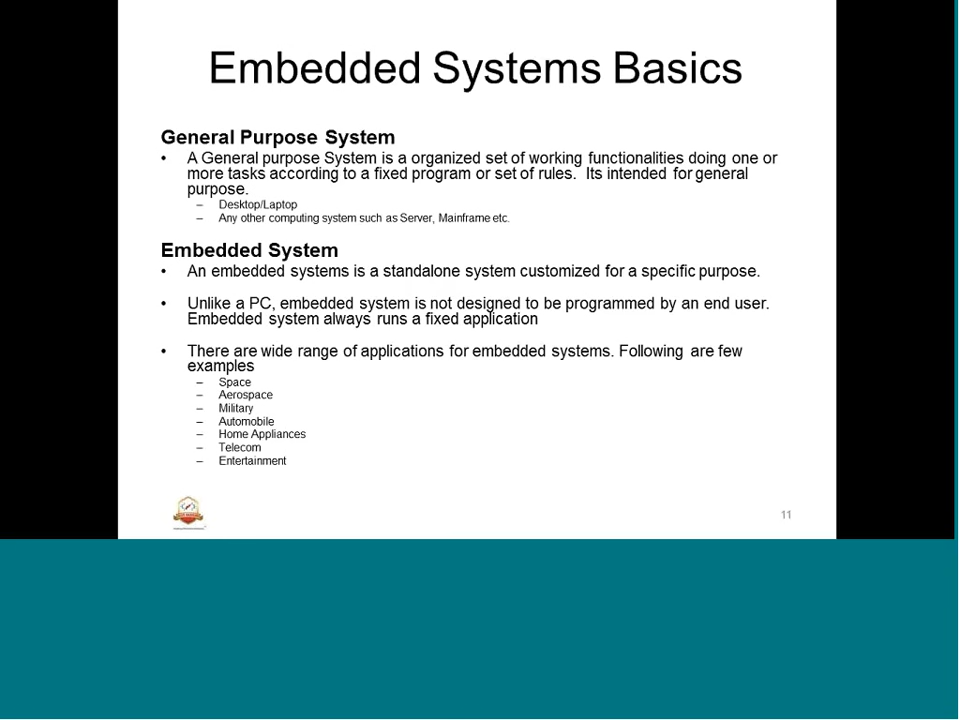 Embedded Systems Basics
General Purpose System
• A General purpose System is a organized set of working functionalities doing one or
more tasks according to a fixed program or set of rules. Its intended for general
purpose.
– Desktop/Laptop
– Any other computing system such as Server, Mainframe etc.
Embedded System
• An embedded systems is a standalone system customized for a specific purpose.
• Unlike a PC, embedded system is not designed to be programmed by an end user.
Embedded system always runs a fixed application
• There are wide range of applications for embedded systems. Following are few
examples
– Space
– Aerospace
– Military
– Automobile
– Home Appliances
– Telecom
– Entertainment
11